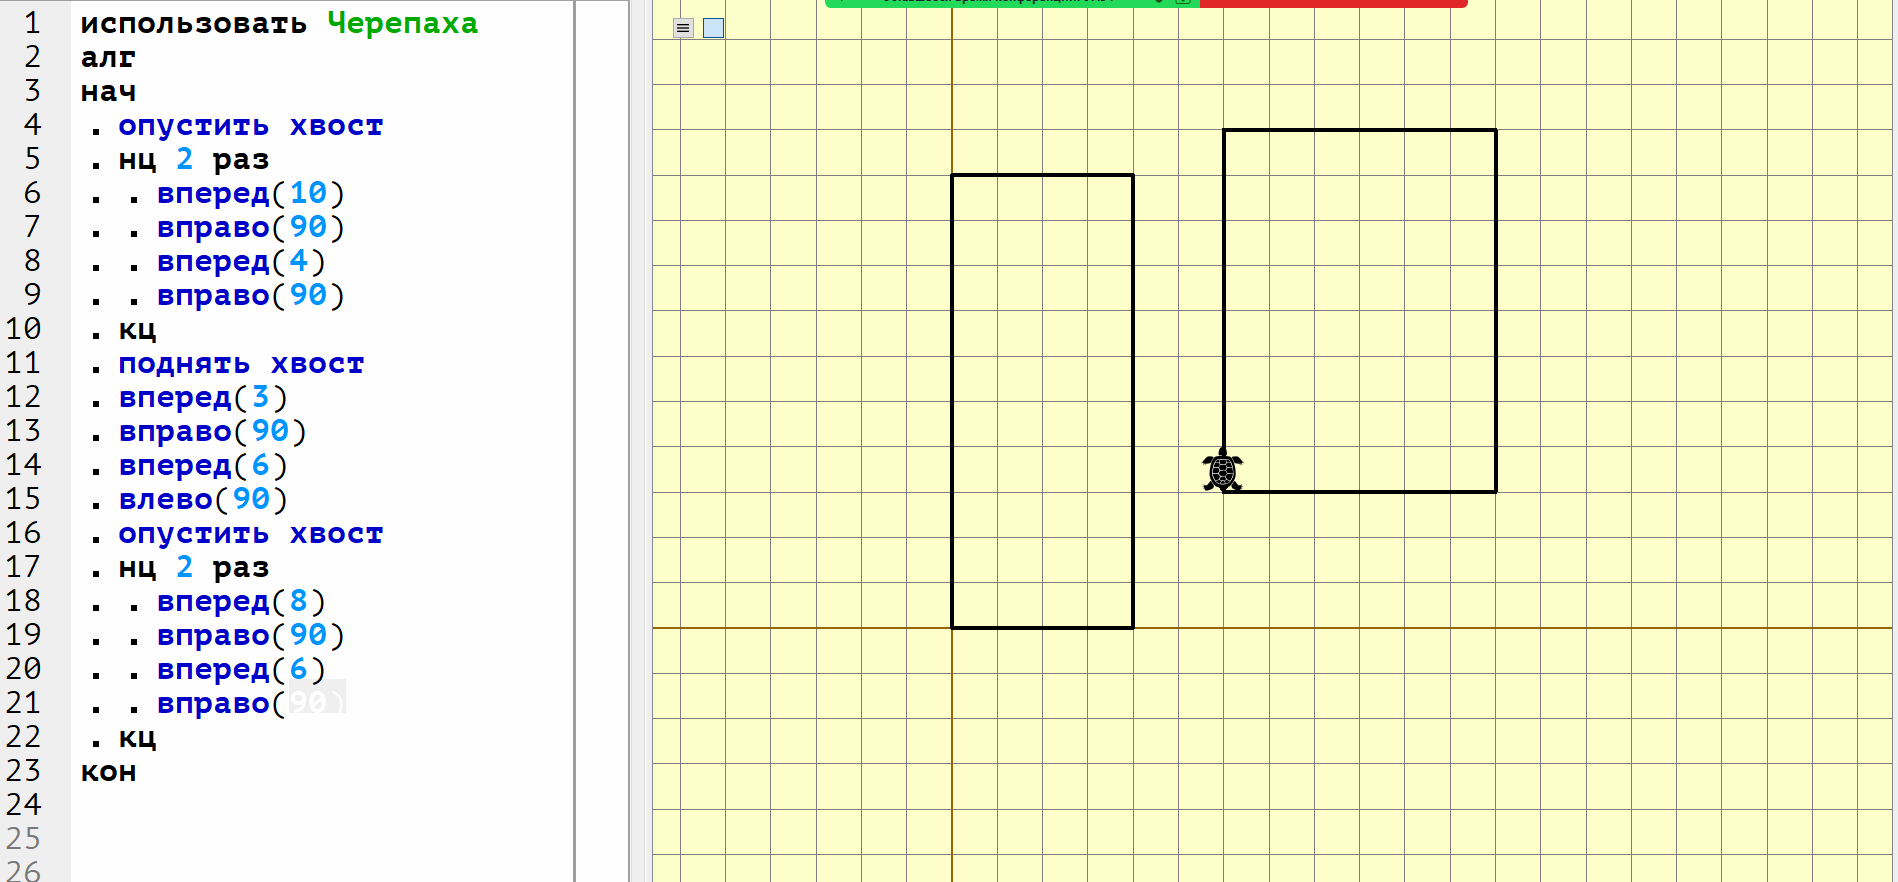 1 использовать Черепаха
2 алг
3 нач
4 . опустить хвост
5 . нц 2 раз
6 . . вперед(10)
7 . . вправо(90)
8 . . вперед(4)
9 . . вправо(90)
10 . кц
11 . поднять хвост
12 . вперед(3)
13 . вправо(90)
14 . вперед(6)
15 . влево(90)
16 . опустить хвост
17 . нц 2 раз
18 . . вперед(8)
19 . . вправо(90)
20 . . вперед(6)
21 . . вправо(90)
22 . кц
23 кон
24
25
26